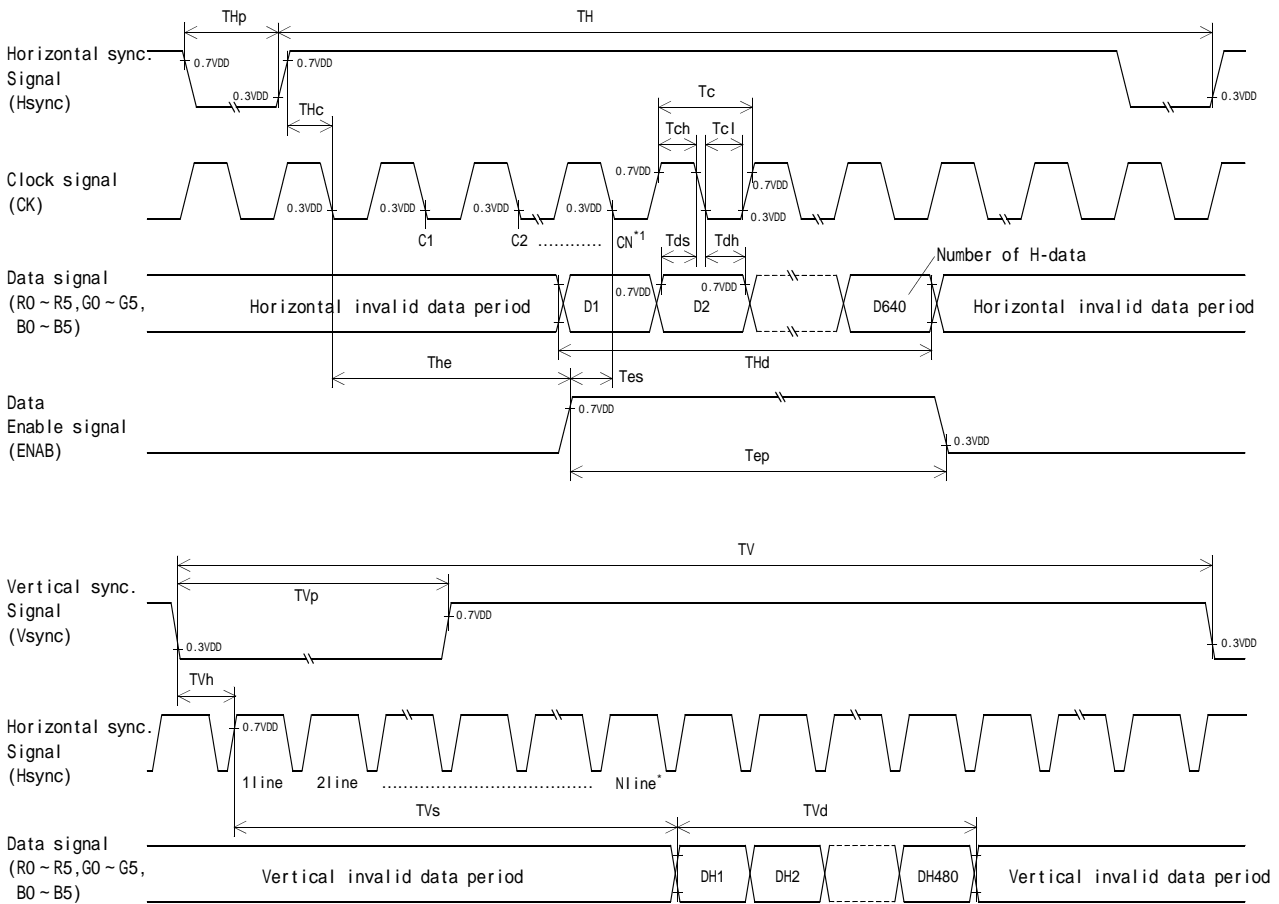 THp
TH
Horizontal sync.
Signal
(Hsync)
0.7VDD
0.3VDD
0.7VDD
0.3VDD
THc
Tc
Tch
Tcl
Clock signal
(CK)
0.7VDD
0.7VDD
0.3VDD
0.3VDD
0.3VDD
0.3VDD
0.3VDD
C1
C2
............
CN*1
Tds
Tdh
Number of H-data
Data signal
(R0~R5,G0~G5,
B0~B5)
Horizontal invalid data period
D1
0.7VDD
D2
0.7VDD
D640
Horizontal invalid data period
The
THd
Tes
Data
Enable signal
(ENAB)
0.7VDD
0.3VDD
Tep
TV
Vertical sync.
Signal
(Vsync)
TVp
0.7VDD
0.3VDD
0.3VDD
TVh
Horizontal sync.
Signal
(Hsync)
0.7VDD
1line
2line
.....................................
Nline*
TVs
TVd
Data signal
(R0~R5,G0~G5,
B0~B5)
Vertical invalid data period
DH1
DH2
DH480
Vertical invalid data period